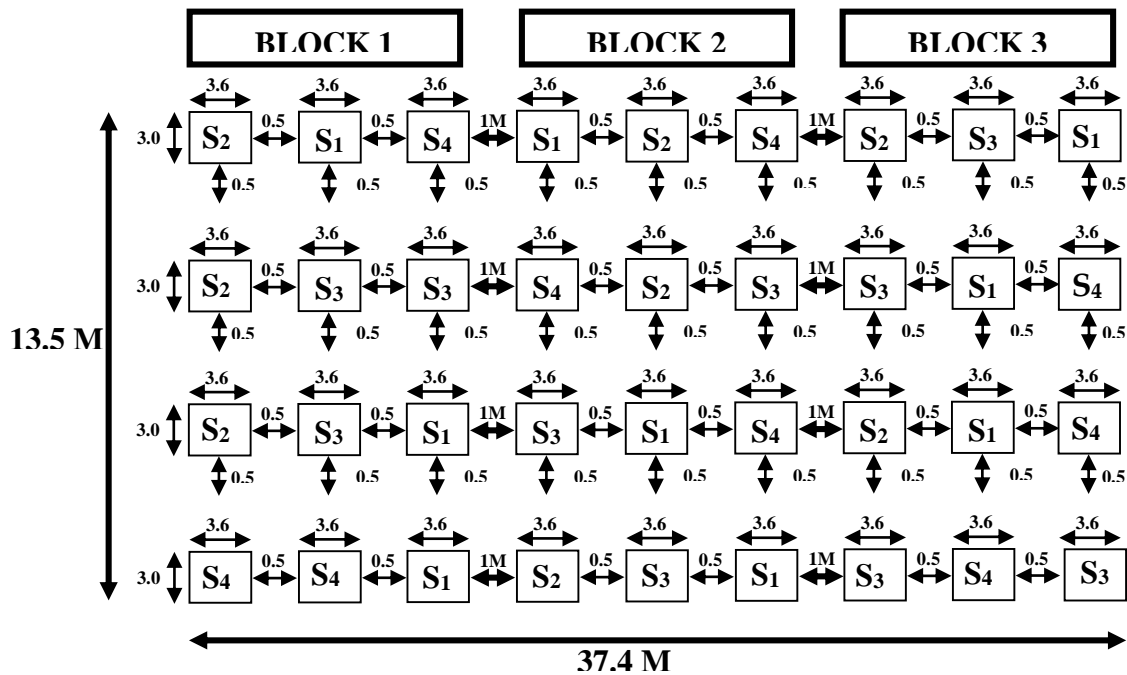 BLOCK 1 BLOCK 2 BLOCK 3
3.6 3.6 3.6 3.6 3.6 3.6 3.6 3.6 3.6
3.0 S2 0.5 S1 0.5 S4 1M S1 0.5 S2 0.5 S4 1M S2 0.5 S3 0.5 S1
0.5 0.5 0.5 0.5 0.5 0.5 0.5 0.5 0.5
3.6 3.6 3.6 3.6 3.6 3.6 3.6 3.6 3.6
3.0 S2 0.5 S3 0.5 S3 1M S4 0.5 S2 0.5 S3 1M S3 0.5 S1 0.5 S4
0.5 0.5 0.5 0.5 0.5 0.5 0.5 0.5 0.5
13.5 M
3.6 3.6 3.6 3.6 3.6 3.6 3.6 3.6 3.6
3.0 S2 0.5 S3 0.5 S1 1M S3 0.5 S1 0.5 S4 1M S2 0.5 S1 0.5 S4
0.5 0.5 0.5 0.5 0.5 0.5 0.5 0.5 0.5
3.6 3.6 3.6 3.6 3.6 3.6 3.6 3.6 3.6
3.0 S4 0.5 S4 0.5 S1 1M S2 0.5 S3 0.5 S1 1M S3 0.5 S4 0.5 S3
37.4 M